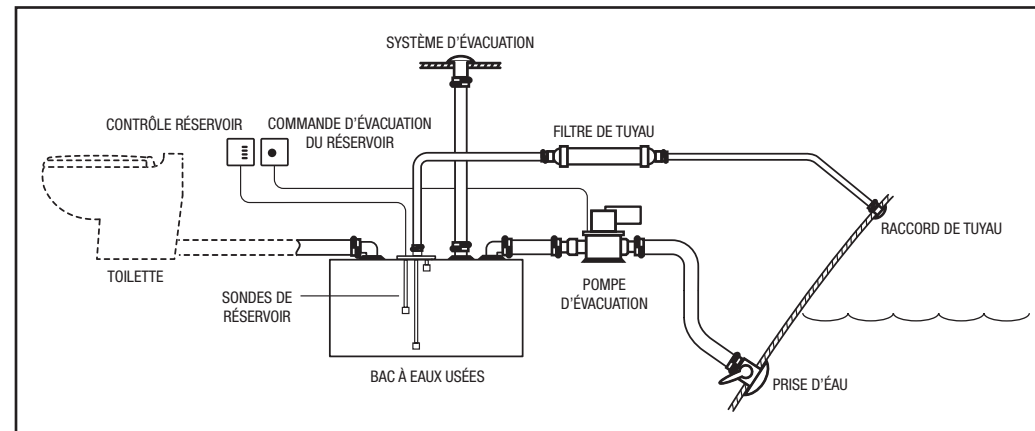 SYSTÈME D'ÉVACUATION
CONTRÔLE RÉSERVOIR
COMMANDE D'ÉVACUATION
DU RÉSERVOIR
FILTRE DE TUYAU
RACCORD DE TUYAU
TOILETTE
SONDES DE
RÉSERVOIR
POMPE
D'ÉVACUATION
BAC À EAUX USÉES
PRISE D'ÉAU